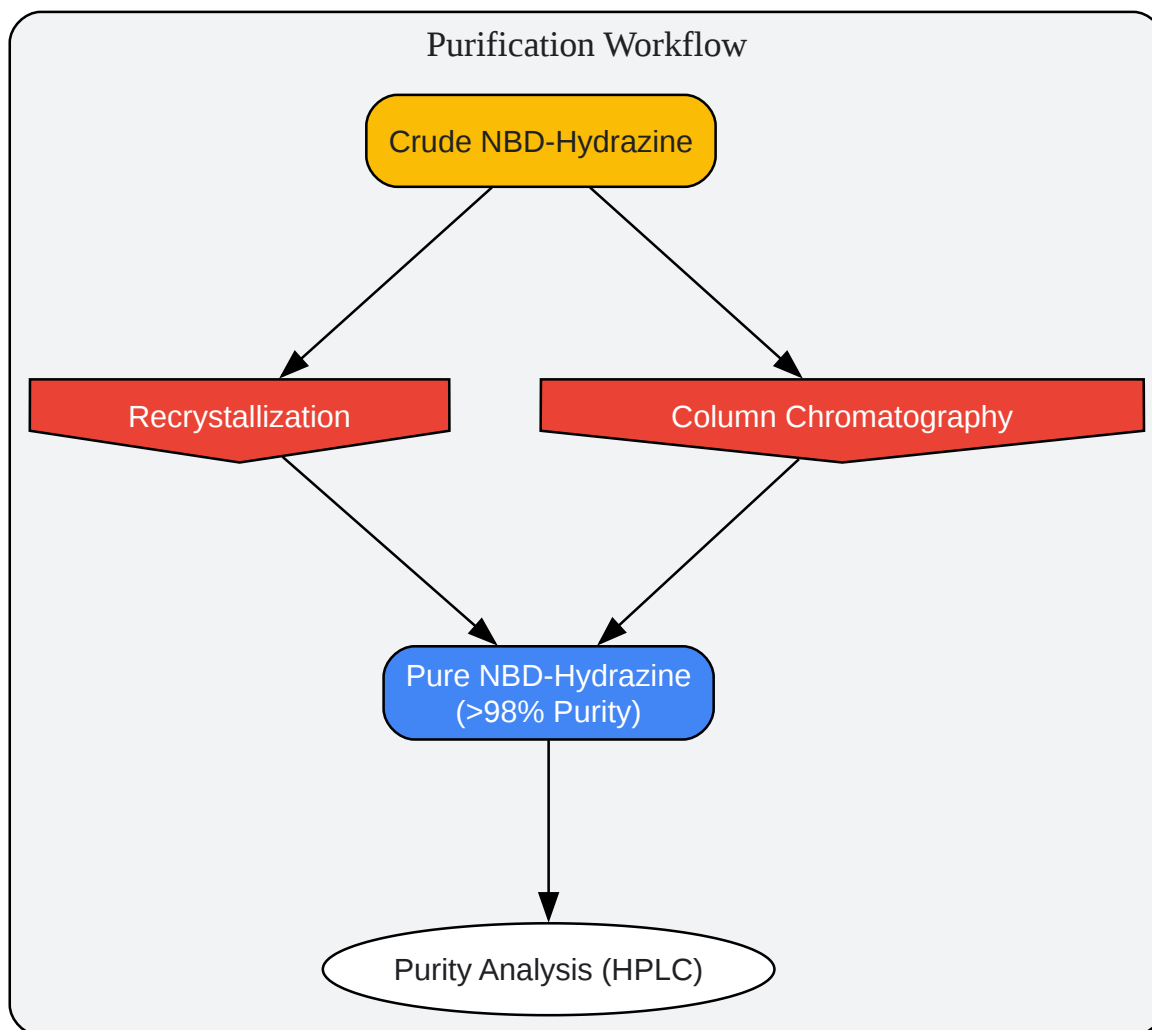 Purification Workflow
Crude NBD-Hydrazine
Recrystallization
Column Chromatography
Pure NBD-Hydrazine
(>98% Purity)
Purity Analysis (HPLC)